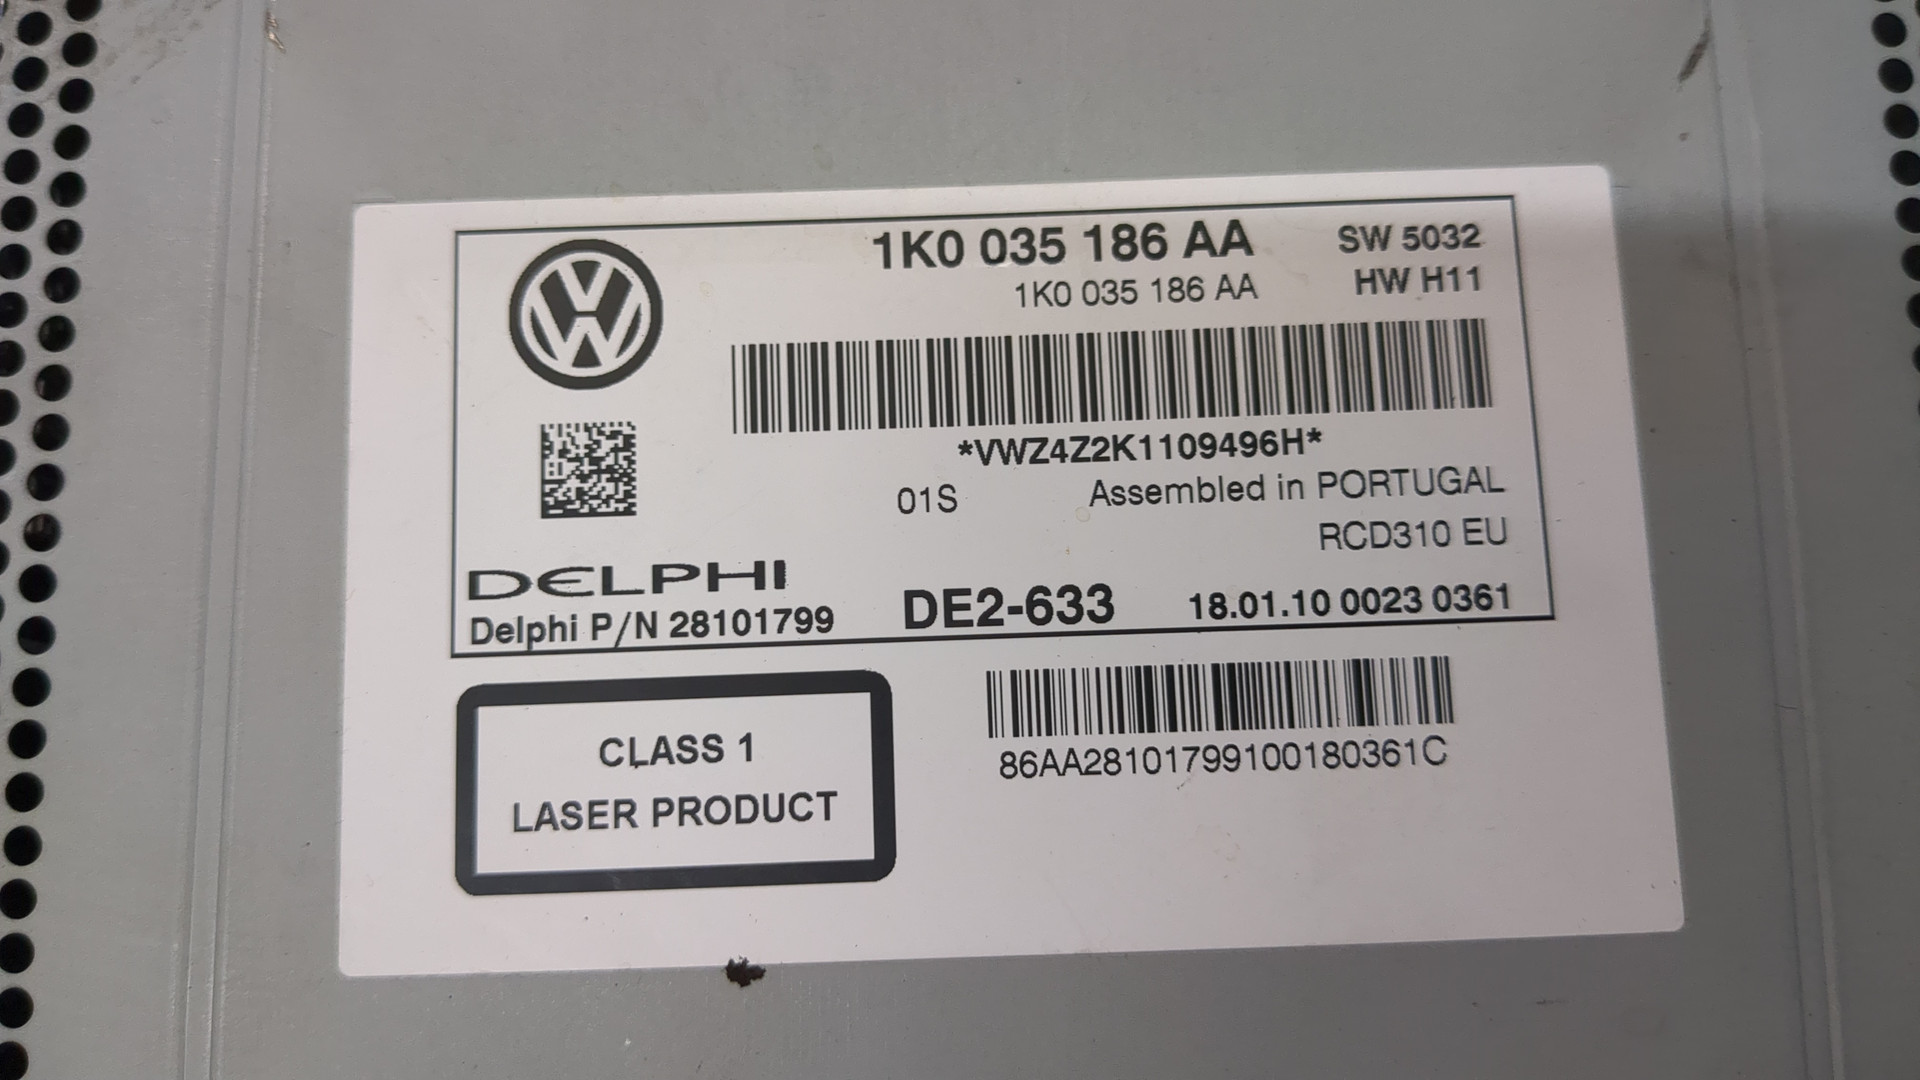 1K0 035 186 AA SW 5032
1K0 035 186 AA HW H11
*VWZ4Z2K1109496H*
01S Assembled in PORTUGAL
RCD310 EU
DELPHI
Delphi P/N 28101799 DE2-633 18.01.10 0023 0361
CLASS 1
LASER PRODUCT
86AA28101799100180361C